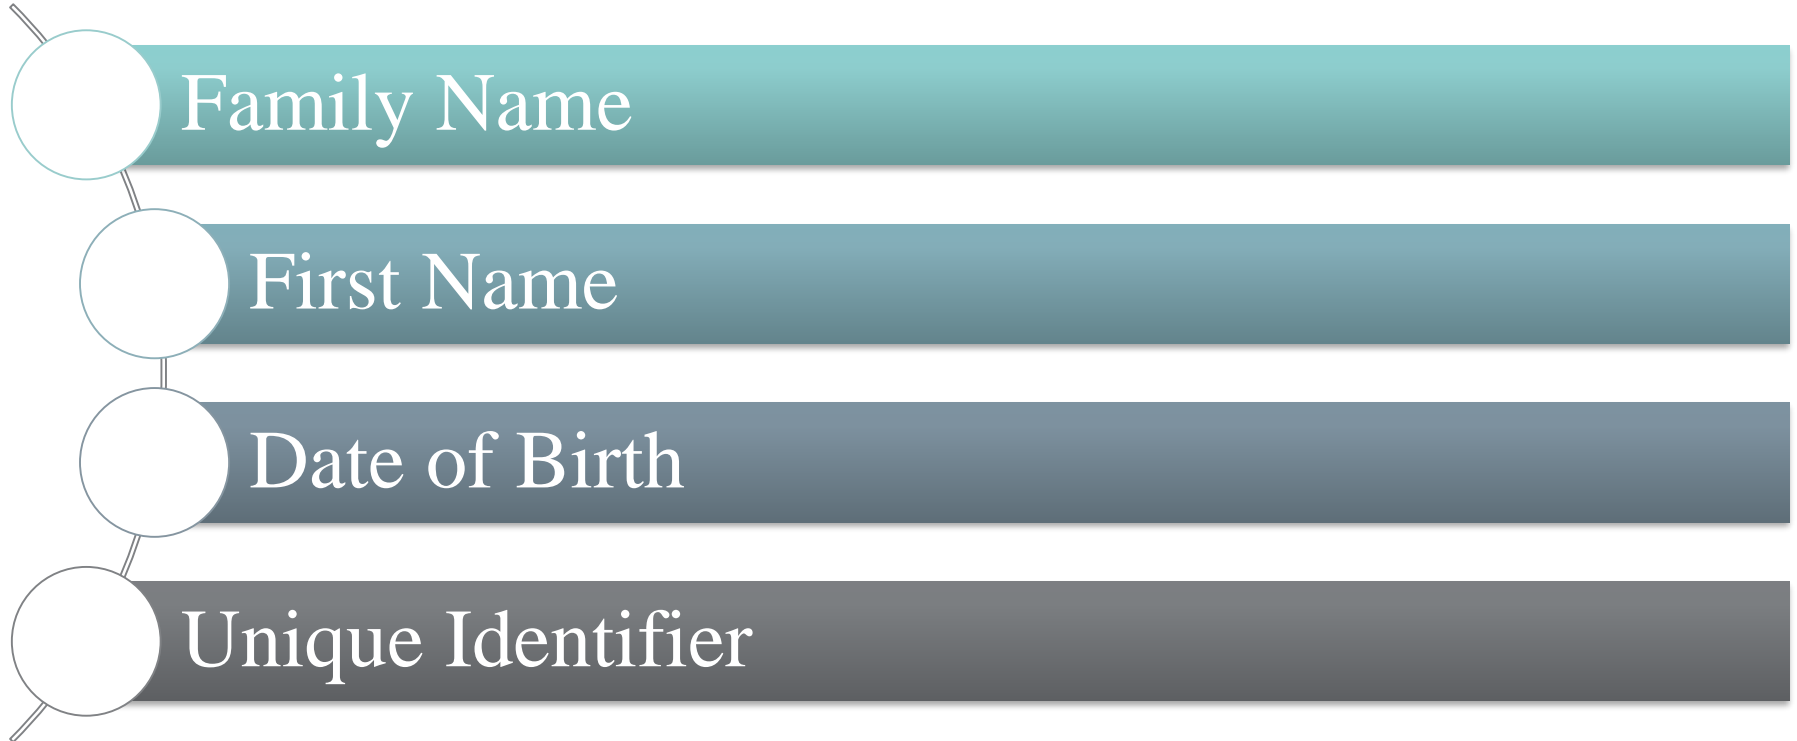 Family Name
First Name
Date of Birth
Unique Identifier